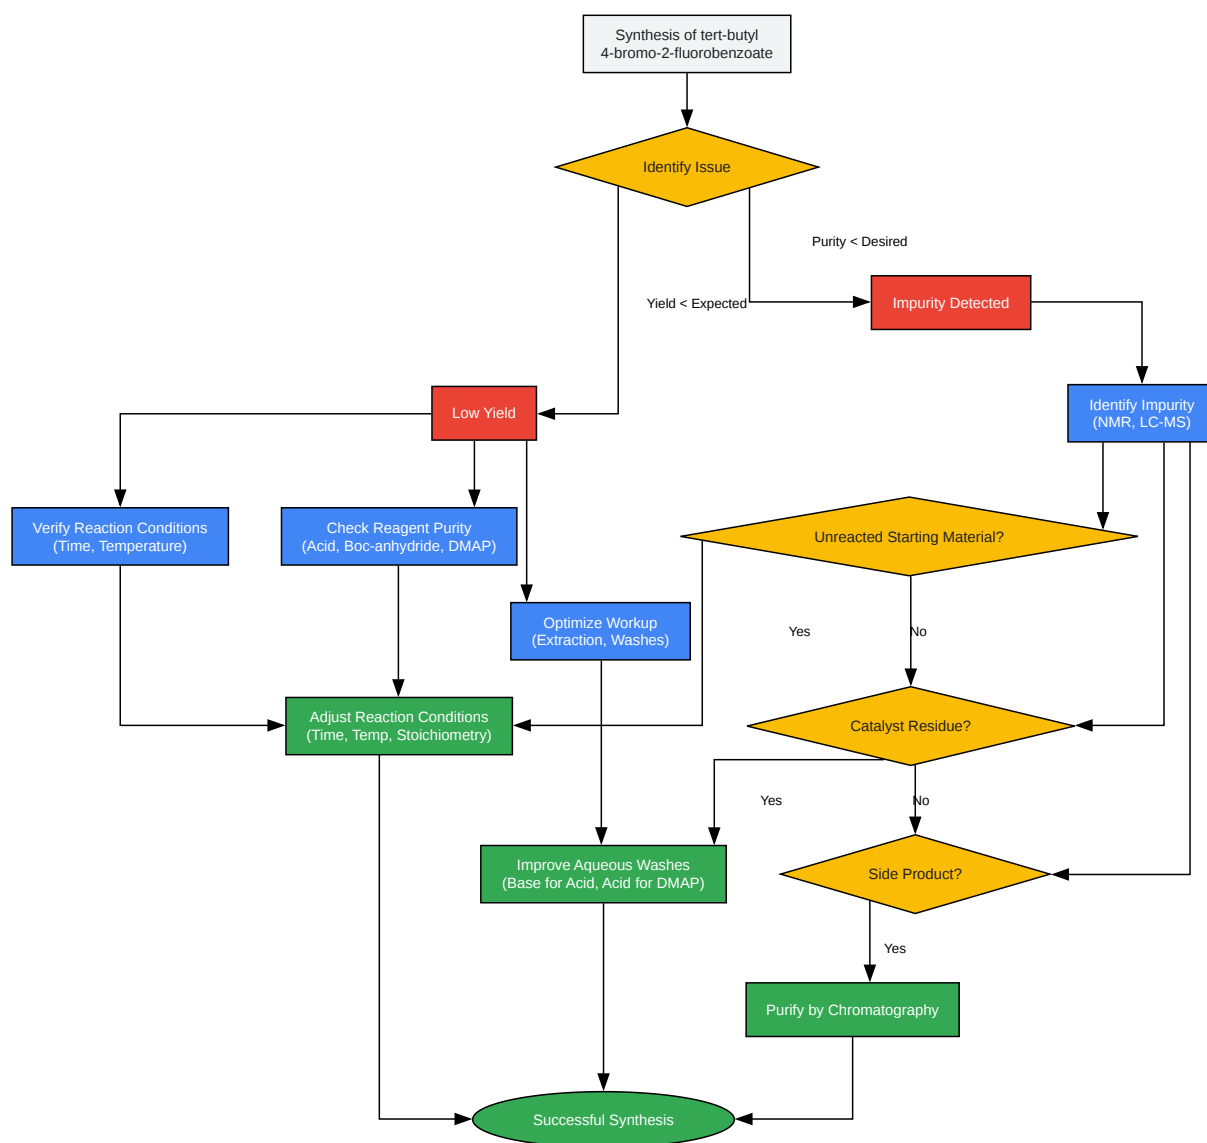 Synthesis of tert-butyl
4-bromo-2-fluorobenzoate
Identify Issue
Purity < Desired
Yield < Expected
Impurity Detected
Low Yield
Identify Impurity
(NMR, LC-MS)
Verify Reaction Conditions
(Time, Temperature)
Check Reagent Purity
(Acid, Boc-anhydride, DMAP)
Unreacted Starting Material?
Optimize Workup
(Extraction, Washes)
Yes
No
Adjust Reaction Conditions
(Time, Temp, Stoichiometry)
Catalyst Residue?
Yes
No
Improve Aqueous Washes
(Base for Acid, Acid for DMAP)
Side Product?
Yes
Purify by Chromatography
Successful Synthesis